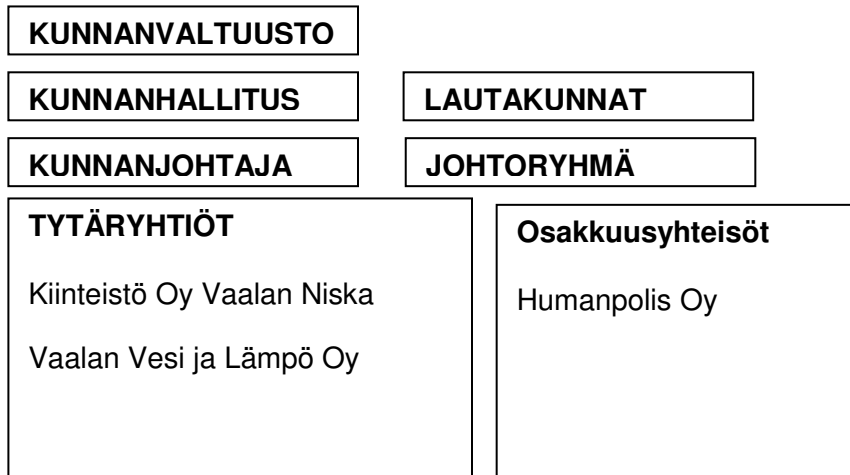 KUNNANVALTUUSTO
KUNNANHALLITUS
LAUTAKUNNAT
KUNNANJOHTAJA
JOHTORYHMÄ
TYTÄRYHTIÖT
Kiinteistö Oy Vaalan Niska
Vaalan Vesi ja Lämpö Oy
Osakkuusyhteisöt
Humanpolis Oy